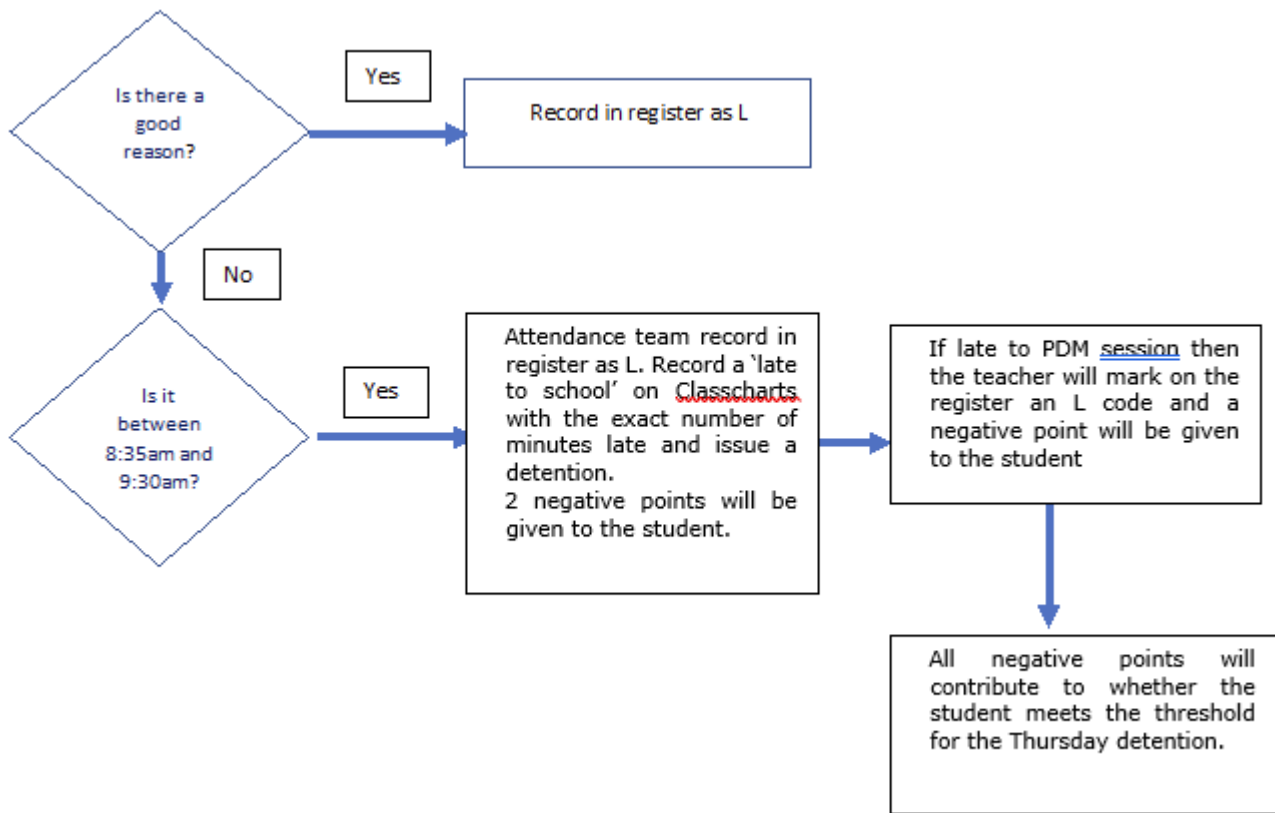 Is there a
good
reason?
Yes
Record in register as L
No
Is it
between
8:35am and
9:30am?
Yes
Attendance team record in
register as L. Record a ‘late
to school’ on Classcharts
with the exact number of
minutes late and issue a
detention.
2 negative points will be
given to the student.
If late to PDM session then
the teacher will mark on the
register an L code and a
negative point will be given
to the student
All negative points will
contribute to whether the
student meets the threshold
for the Thursday detention.